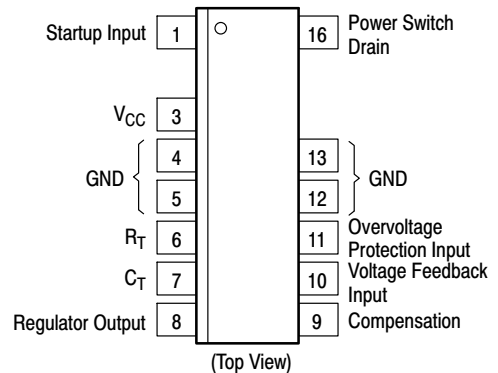 Startup Input 1 16 Power Switch
Drain
VCC 3
4 13
GND GND
5 12
RT 6 11 Overvoltage
Protection Input
CT 7 10 Voltage Feedback
Input
Regulator Output 8 9 Compensation
(Top View)